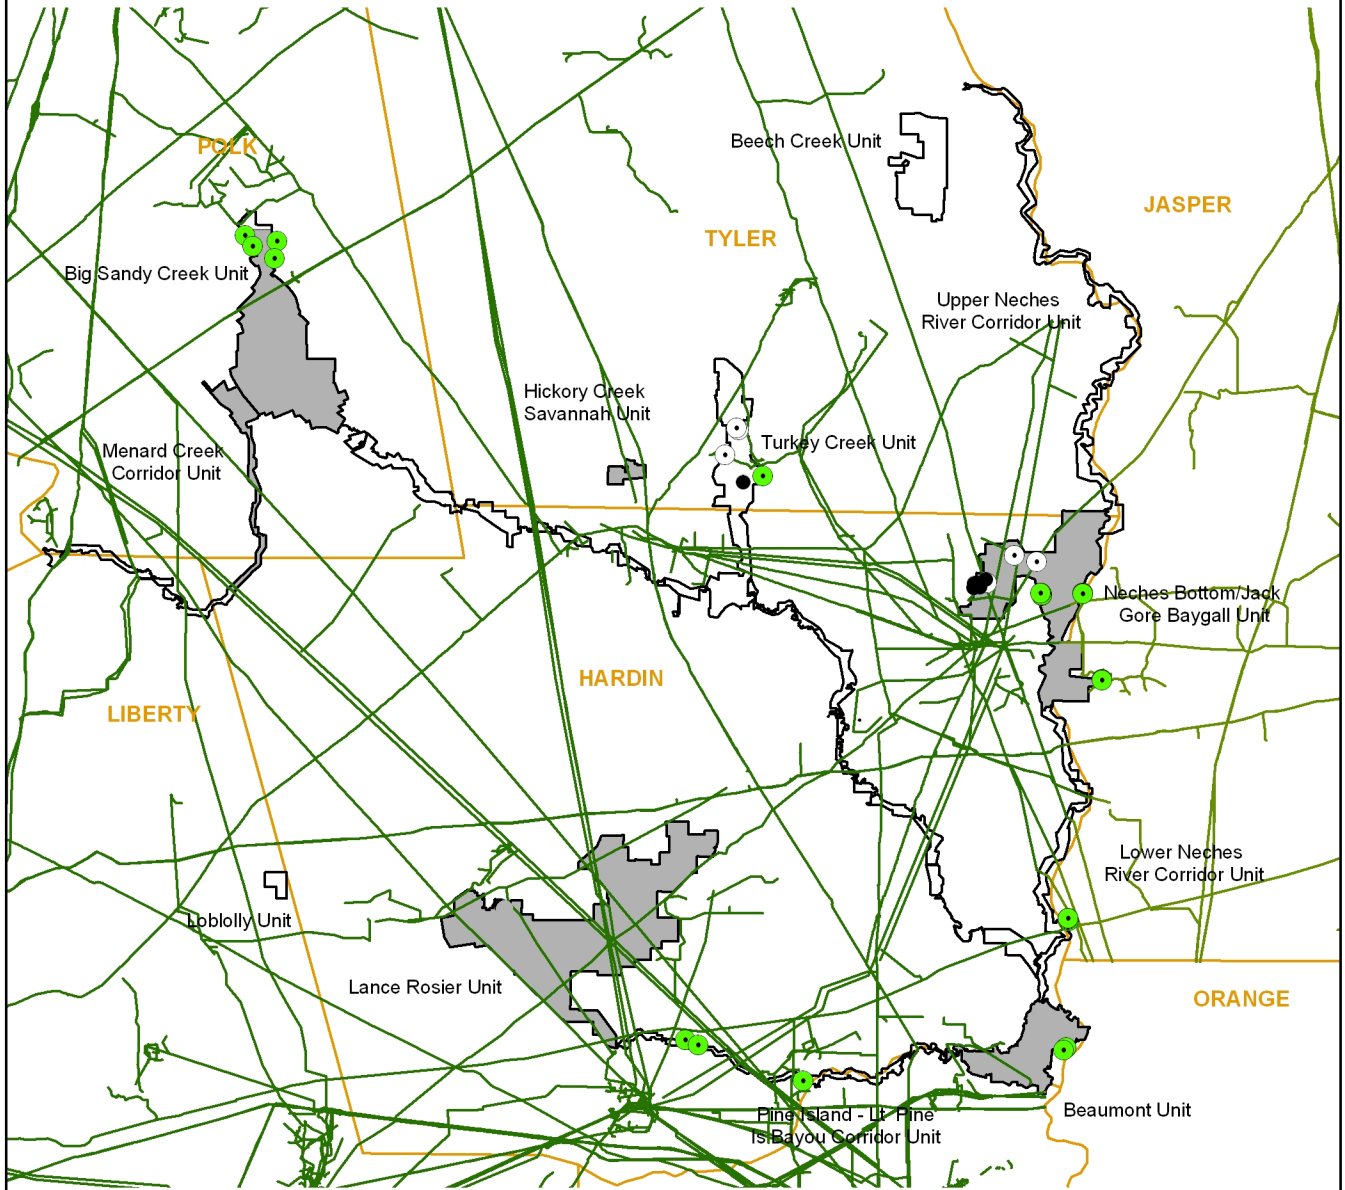 Beech Creek Unit
POLK
JASPER
TYLER
Big Sandy Creek Unit
Upper Neches
River Corridor Unit
Hickory Creek
Savannah Unit
Turkey Creek Unit
Menard Creek
Corridor Unit
Neches Bottom/Jack
Gore Baygall Unit
HARDIN
LIBERTY
Lower Neches
River Corridor Unit
Loblolly Unit
Lance Rosier Unit
ORANGE
Beaumont Unit
Pine Island - Lt. Pine
Is.Bayou Corridor Unit